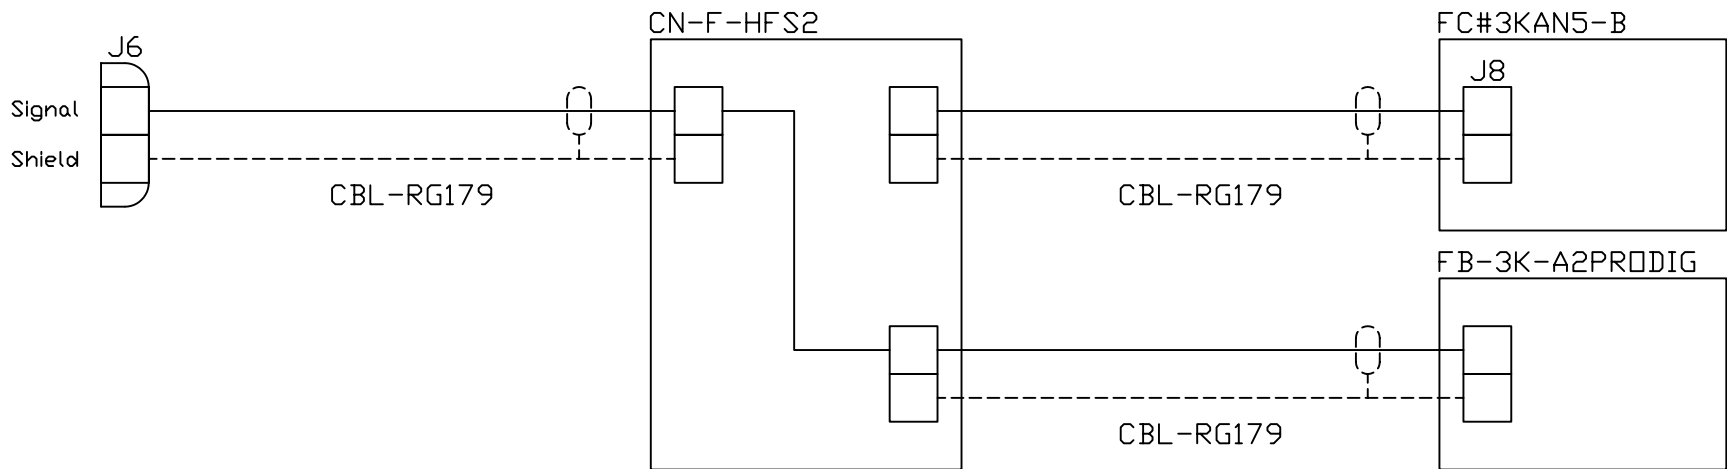 CN-F-HFS2
FC#3KAN5-B
J6
J8
Signal
Shield
CBL-RG179
CBL-RG179
FB-3K-A2PRODIG
CBL-RG179